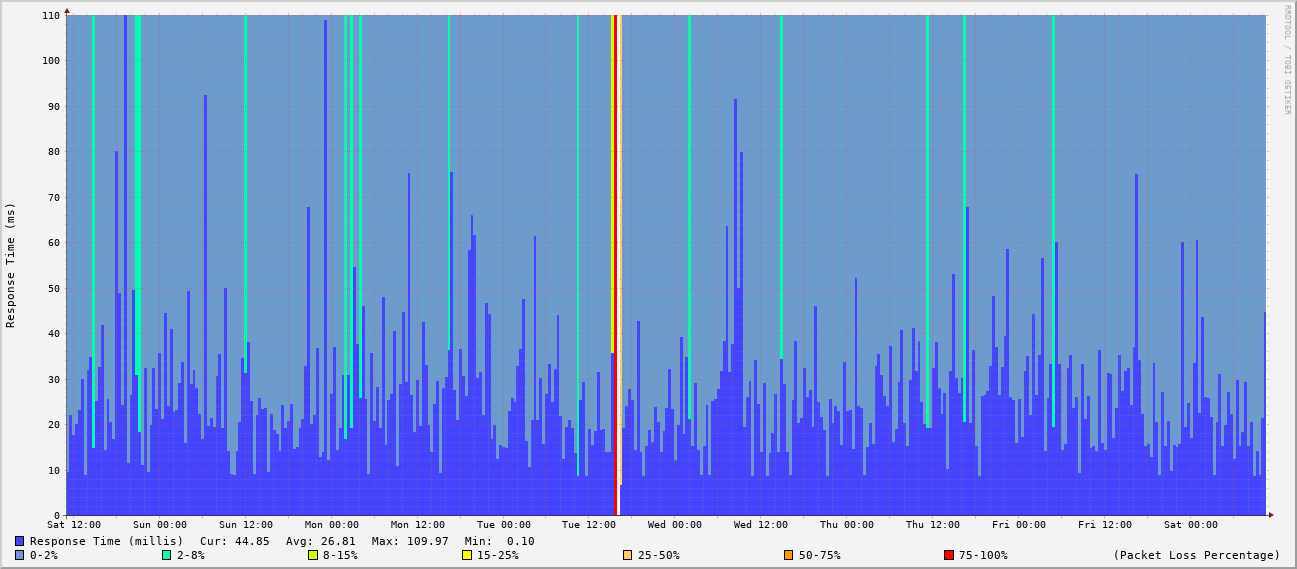 RRDTOOL / TOBI OETIKER
Response Time (ms)
110
100
90
80
70
60
50
40
30
20
10
0
Sat 12:00 Sun 00:00 Sun 12:00 Mon 00:00 Mon 12:00 Tue 00:00 Tue 12:00 Wed 00:00 Wed 12:00 Thu 00:00 Thu 12:00 Fri 00:00 Fri 12:00 Sat 00:00
Response Time (millis) Cur: 44.85 Avg: 26.81 Max: 109.97 Min: 0.10
0-2% 2-8% 8-15% 15-25% 25-50% 50-75% 75-100% (Packet Loss Percentage)